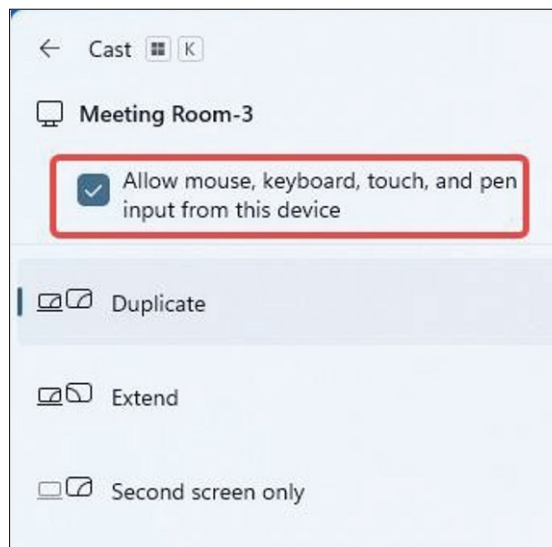 Cast K
Meeting Room-3
Allow mouse, keyboard, touch, and pen
input from this device
Duplicate
Extend
Second screen only